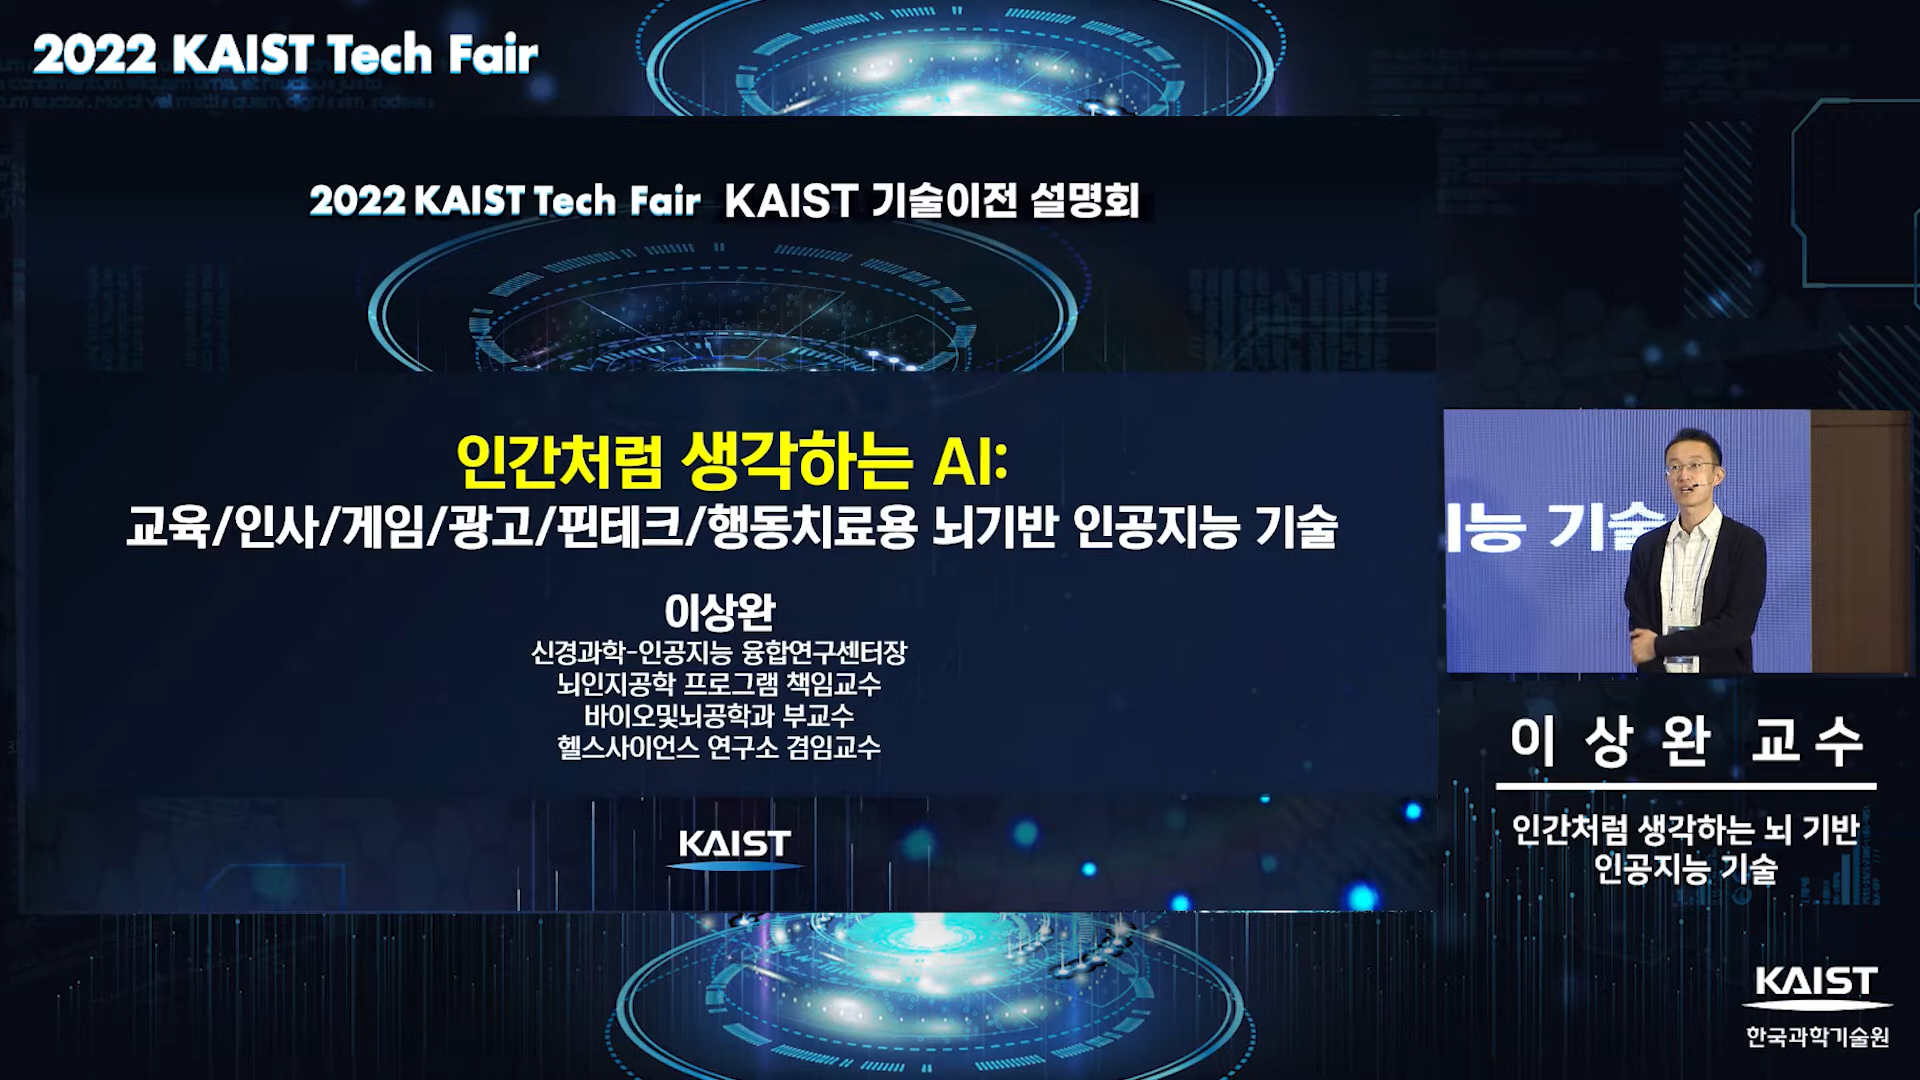 2022 KAIST Tech Fair
2022 KAIST Tech Fair KAIST 기술이전 설명회
인간처럼 생각하는 AI:
교육/인사/게임/광고/핀테크/행동치료용 뇌기반 인공지능 기술
이상완
신경과학-인공지능 융합연구센터장
뇌인지공학 프로그램 책임교수
바이오및뇌공학과 부교수
헬스사이언스 연구소 겸임교수
KAIST
능 기술
이상완 교수
인간처럼 생각하는 뇌 기반
인공지능 기술
KAIST
한국과학기술원